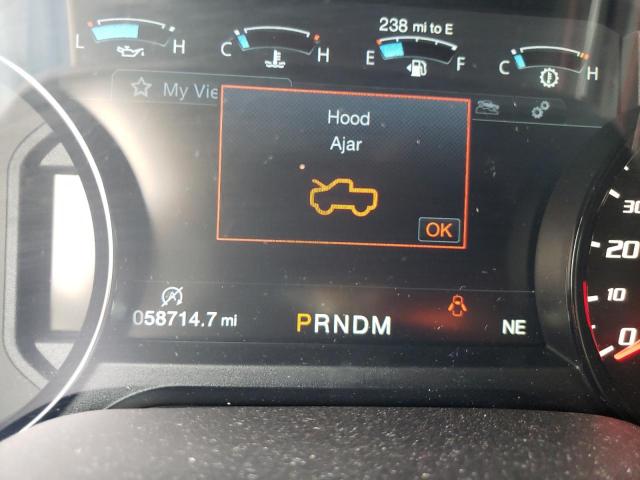 238 mi to E
L H C H E F C H
My Vie
Hood
Ajar
OK
30
20
10
0
058714.7 mi PRNDM NE